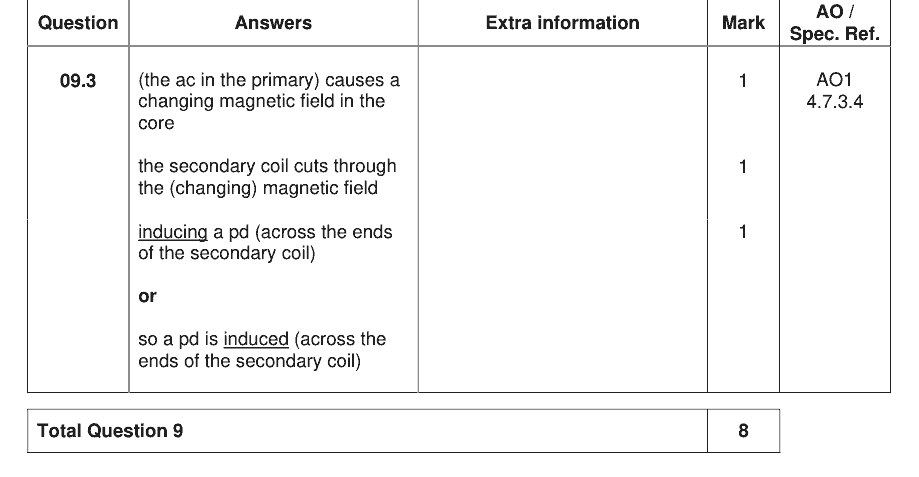 Question Answers Extra information Mark AO /
Spec. Ref.
09.3 (the ac in the primary) causes a 1 AO1
changing magnetic field in the 4.7.3.4
core
the secondary coil cuts through 1
the (changing) magnetic field
inducing a pd (across the ends 1
of the secondary coil)
or
so a pd is induced (across the
ends of the secondary coil)
Total Question 9 8